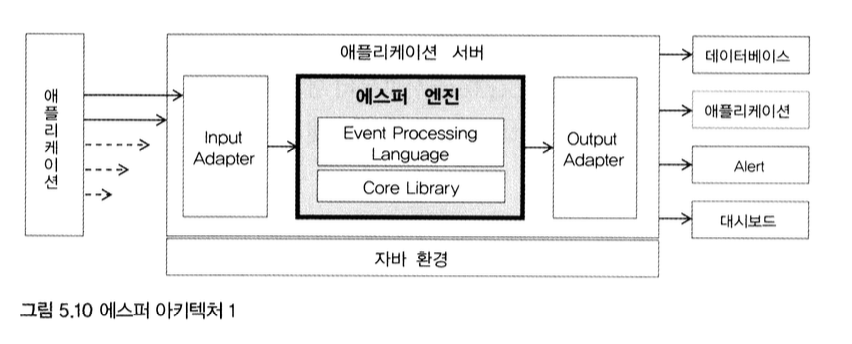 애플리케이션
애플리케이션 서버
Input
Adapter
에스퍼 엔진
Event Processing
Language
Core Library
Output
Adapter
자바 환경
데이터베이스
애플리케이션
Alert
대시보드
그림 5.10 에스퍼 아키텍처 1